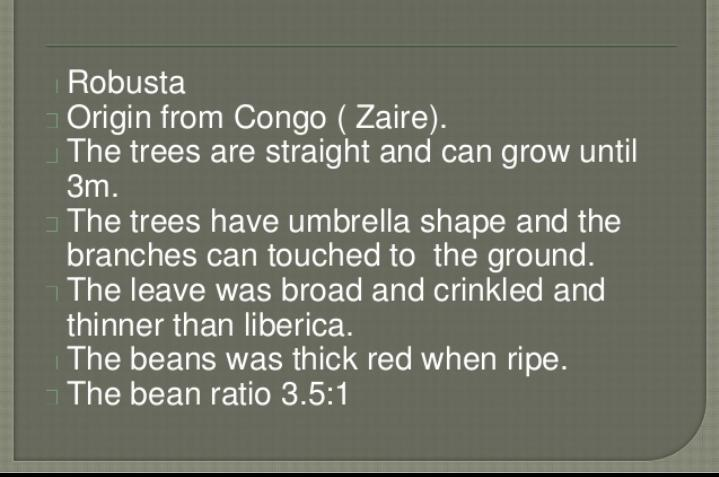 Robusta
Origin from Congo ( Zaire).
The trees are straight and can grow until
3m.
The trees have umbrella shape and the
branches can touched to  the ground.
The leave was broad and crinkled and
thinner than liberica.
The beans was thick red when ripe.
The bean ratio 3.5:1